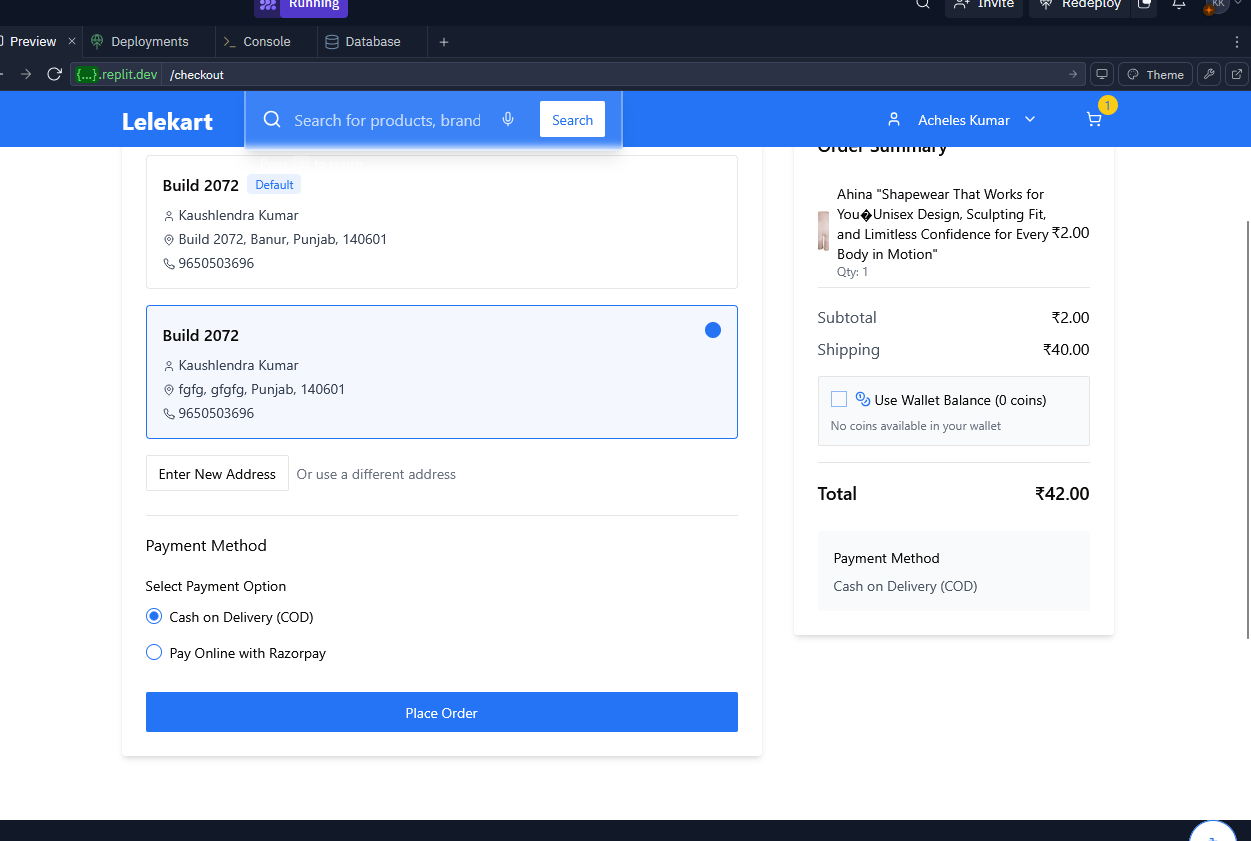 Running
Invite
Redeploy
KK
Preview
Deployments
Console
Database
{...}.replit.dev
/checkout
Theme
Lelekart
Search for products, brand
Search
Acheles Kumar
1
Order Summary
Build 2072
Default
Kaushlendra Kumar
Build 2072, Banur, Punjab, 140601
9650503696
Build 2072
Kaushlendra Kumar
fgfg, gfgfg, Punjab, 140601
9650503696
Enter New Address
Or use a different address
Payment Method
Select Payment Option
Cash on Delivery (COD)
Pay Online with Razorpay
Place Order
Ahina "Shapewear That Works for
You�Unisex Design, Sculpting Fit,
and Limitless Confidence for Every
₹2.00
Body in Motion"
Qty: 1
Subtotal
₹2.00
Shipping
₹40.00
Use Wallet Balance (0 coins)
No coins available in your wallet
Total
₹42.00
Payment Method
Cash on Delivery (COD)